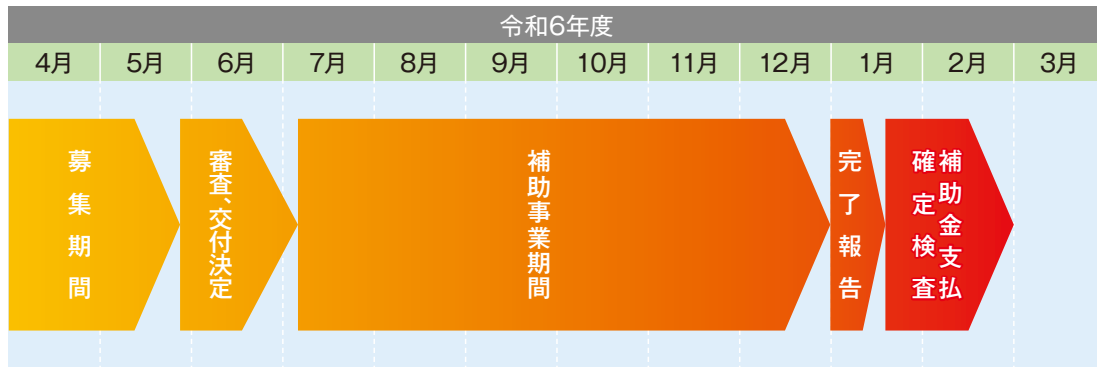 令和6年度
4月 5月 6月 7月 8月 9月 10月 11月 12月 1月 2月 3月
募集期間
審査、交付決定
補助事業期間
完了報告
補助金支払
確定検査